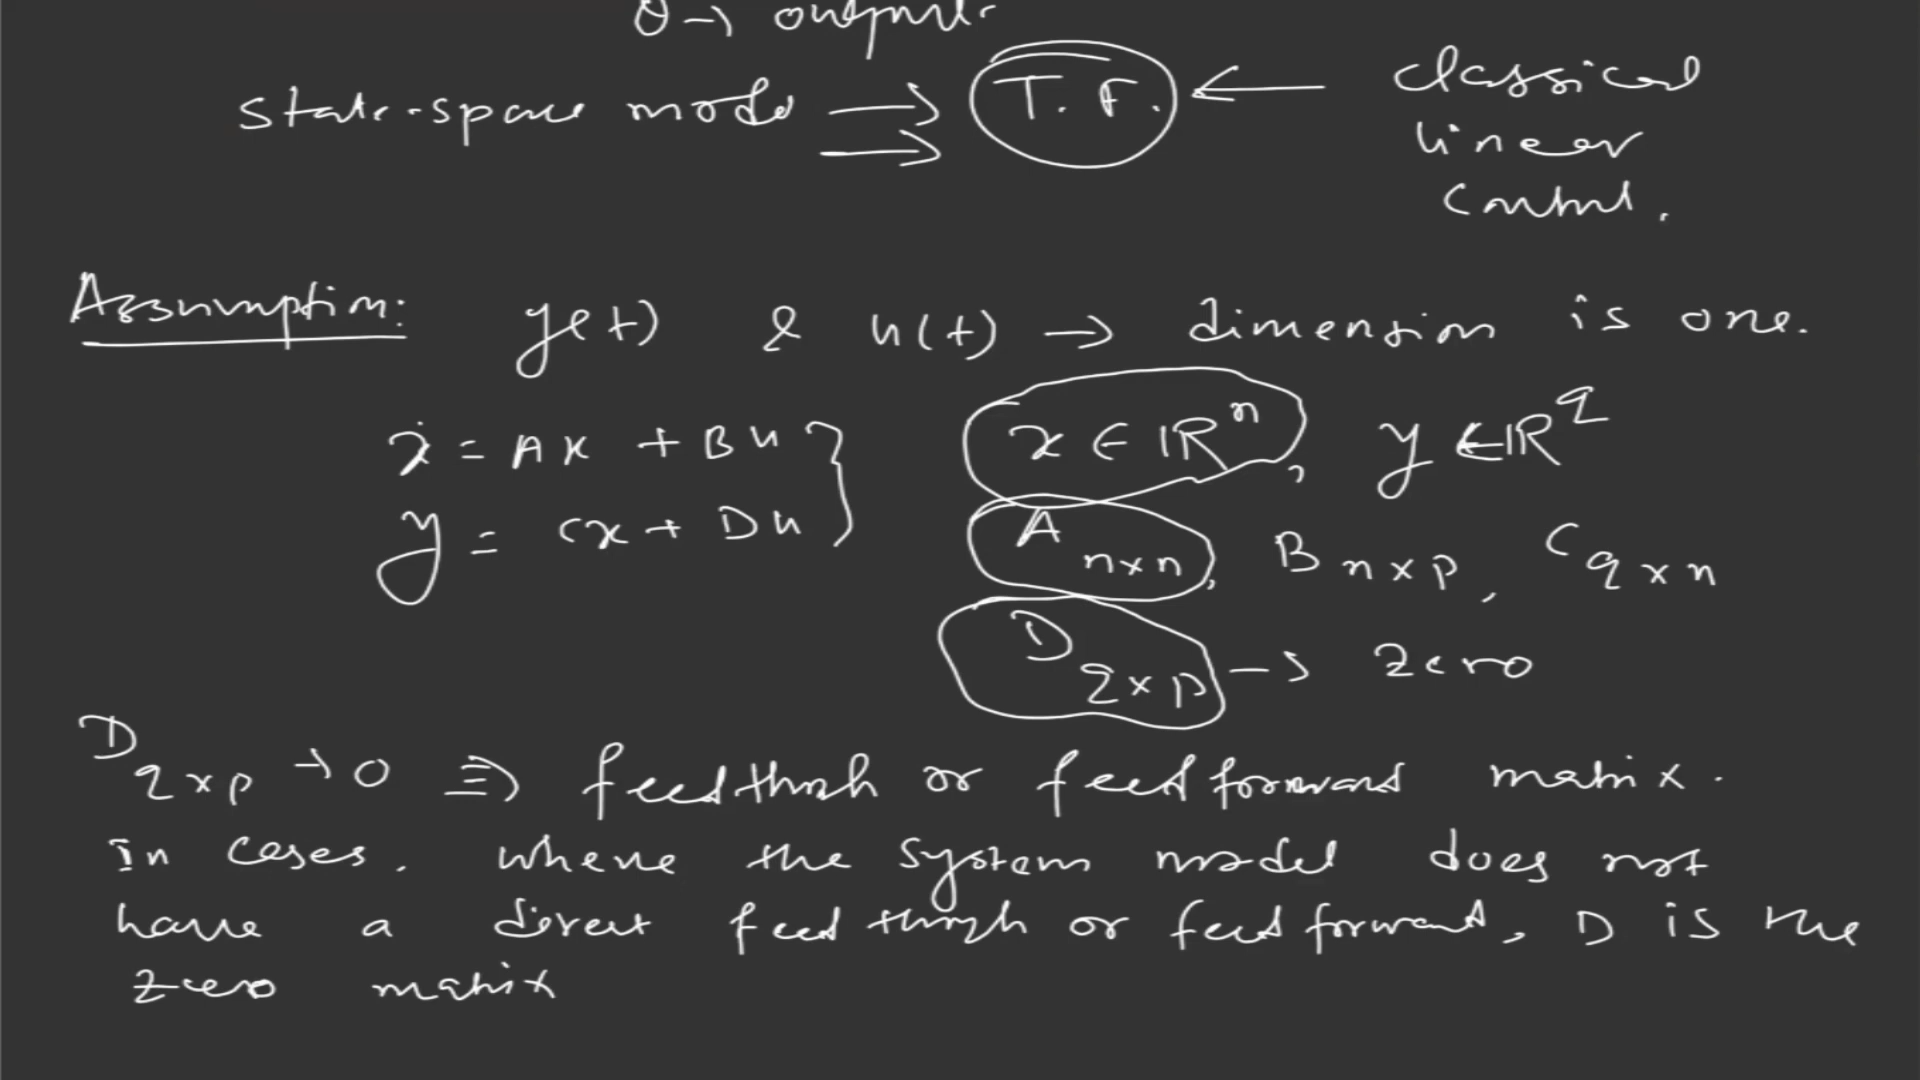 θ → output.
state-space model ⇒ T.F. ← classical
linear
control.
Assumption: y(t) & u(t) → dimension is one.
ẋ = Ax + Bu } x ∈ ℝⁿ, y ∈ ℝ^q
y = Cx + Du A n×n, B n×p, C q×n
D q×p → zero
D q×p → 0 ⇒ feedthrough or feedforward matrix.
In cases, where the system model does not
have a direct feedthrough or feedforward, D is the
zero matrix